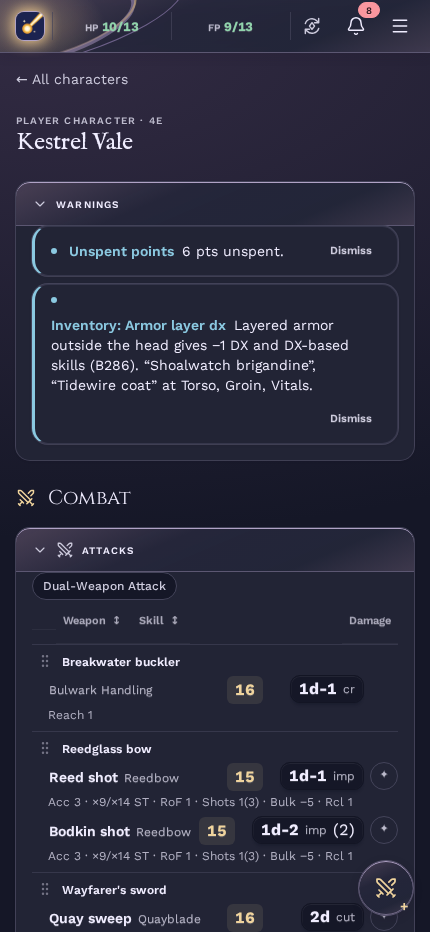 HP 10/13 FP 9/13 8
← All characters
PLAYER CHARACTER · 4E
Kestrel Vale
WARNINGS
Unspent points 6 pts unspent. Dismiss
Inventory: Armor layer dx Layered armor
outside the head gives −1 DX and DX-based
skills (B286). “Shoalwatch brigandine”,
“Tidewire coat” at Torso, Groin, Vitals.
Dismiss
Combat
ATTACKS
Dual-Weapon Attack
Weapon ↕ Skill ↕ Damage
Breakwater buckler
Bulwark Handling 16 1d-1 cr
Reach 1
Reedglass bow
Reed shot Reedbow 15 1d-1 imp
Acc 3 · ×9/×14 ST · RoF 1 · Shots 1(3) · Bulk −5 · Rcl 1
Bodkin shot Reedbow 15 1d-2 imp (2)
Acc 3 · ×9/×14 ST · RoF 1 · Shots 1(3) · Bulk −5 · Rcl 1
Wayfarer's sword
Quay sweep Quayblade 16 2d cut